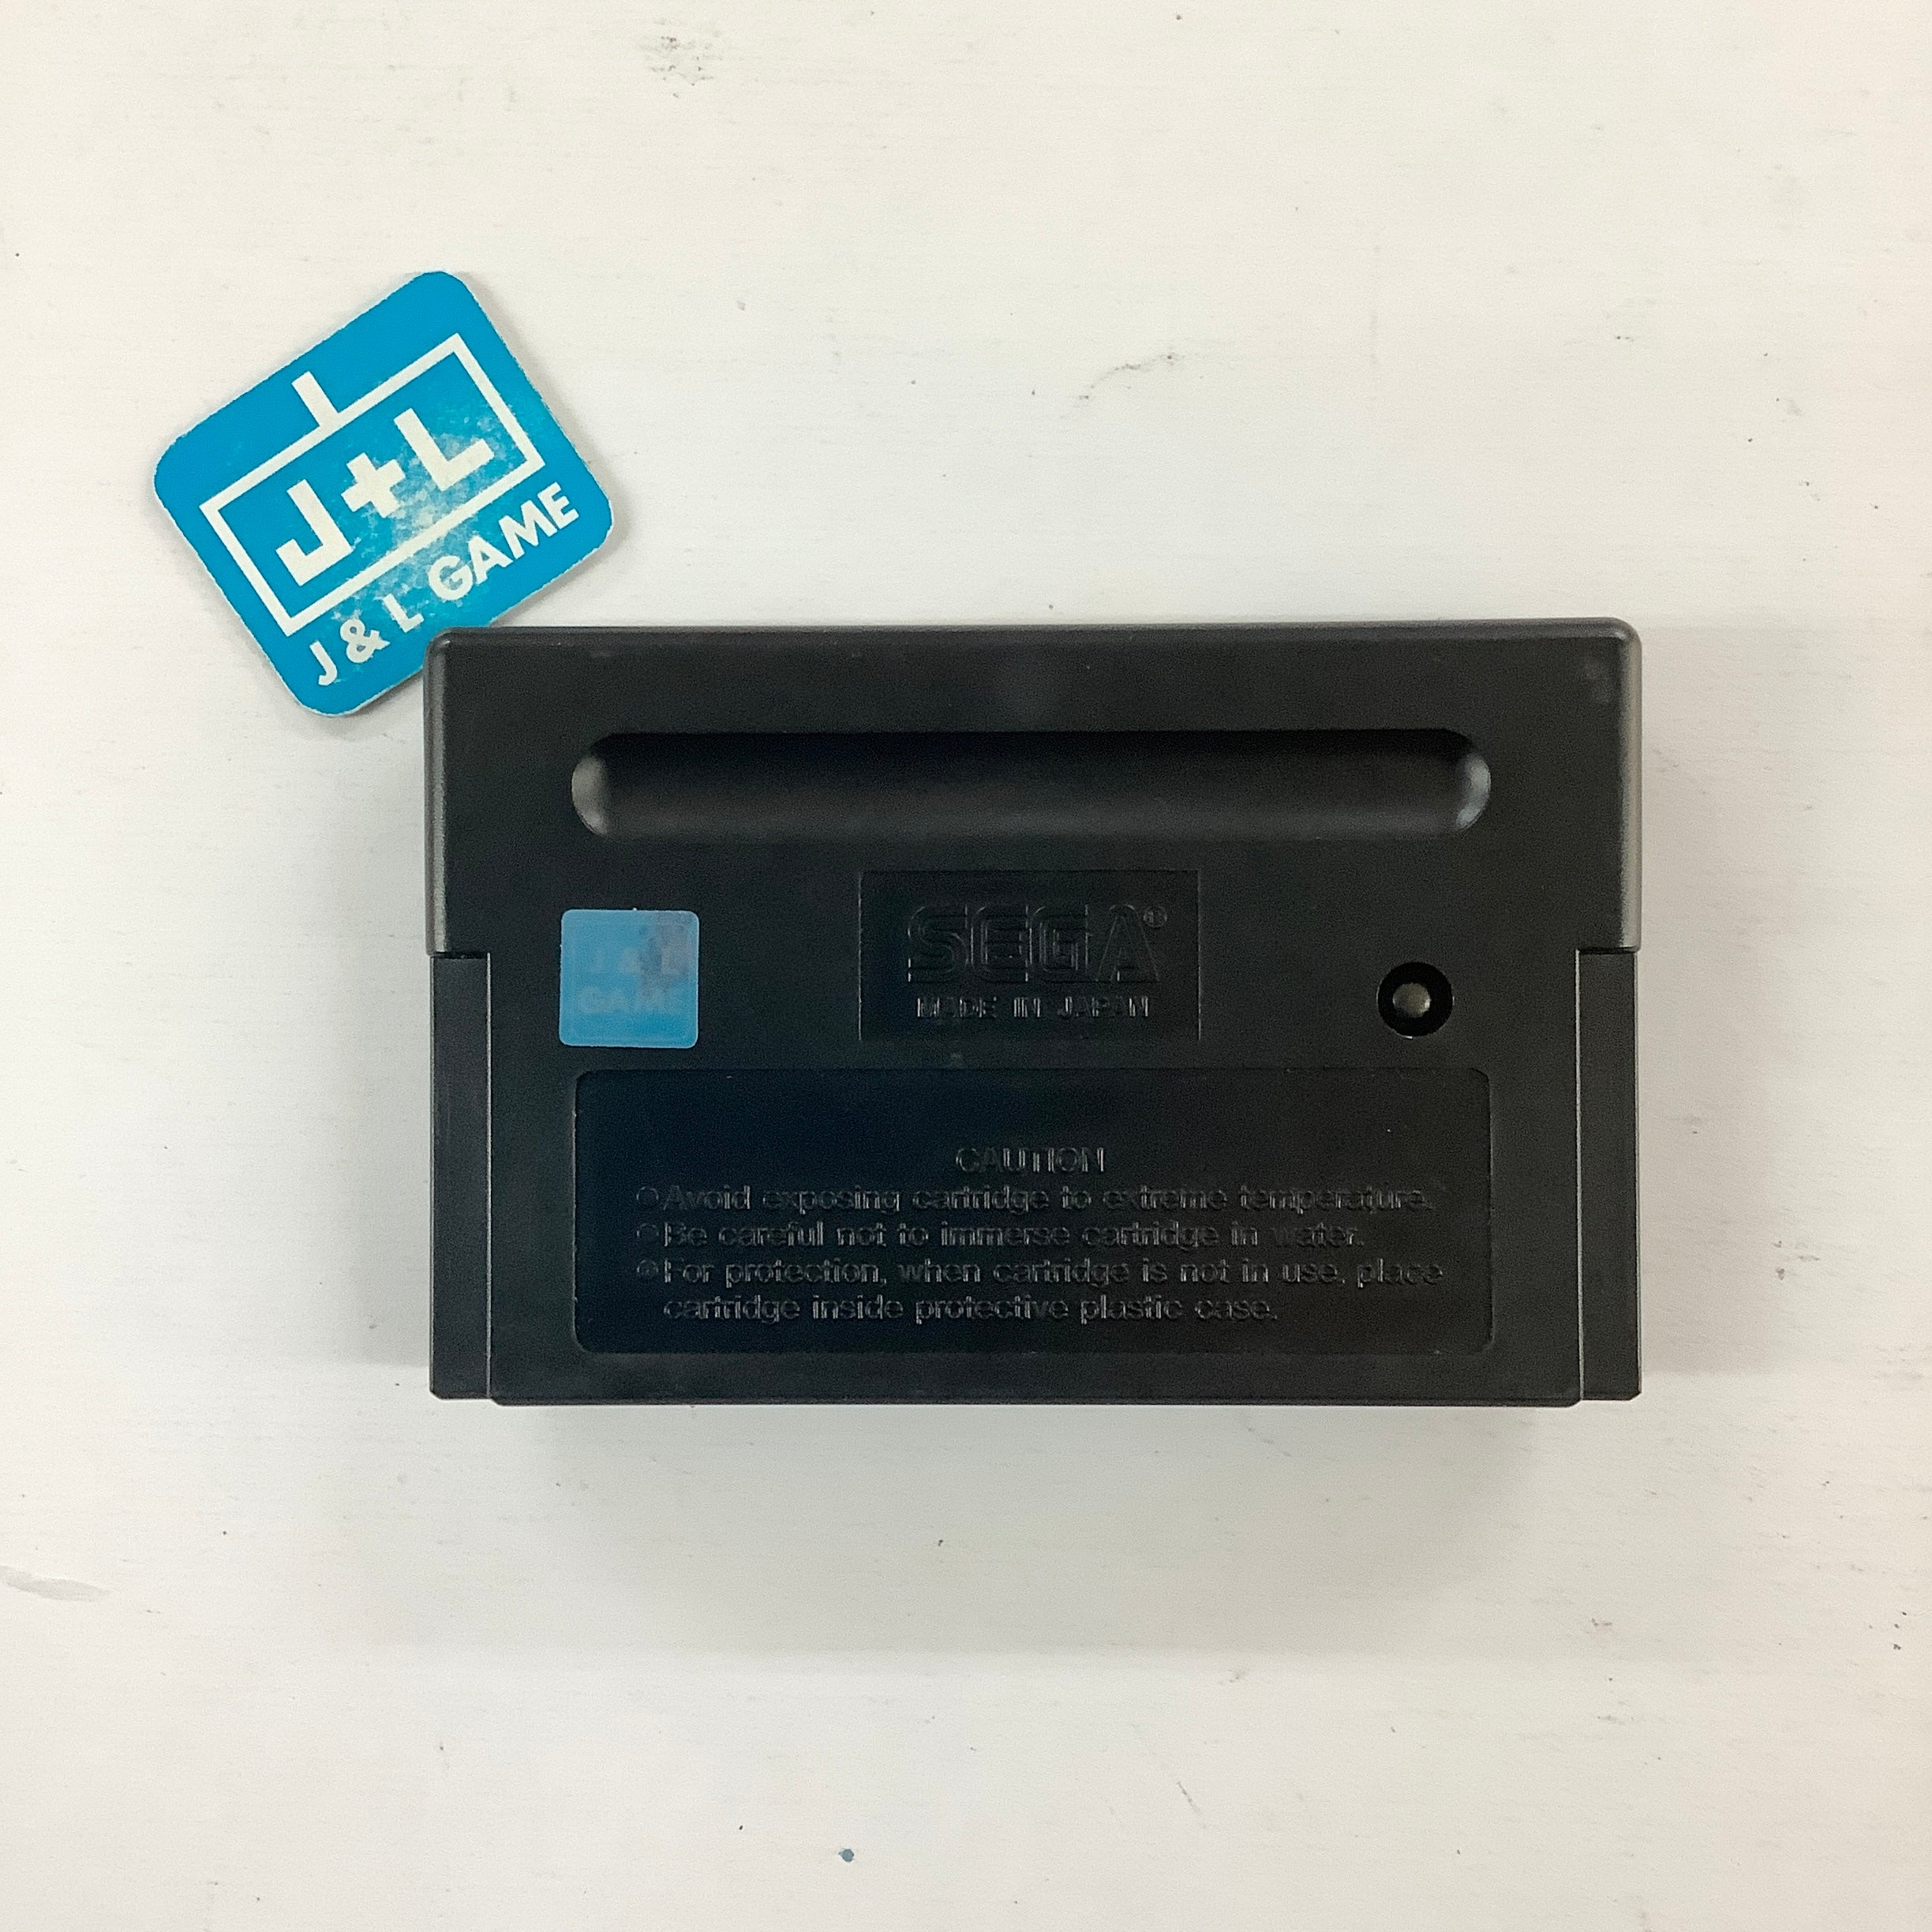 J+L
J & L GAME
J & L
GAME
SEGA®
MADE IN JAPAN
CAUTION
Avoid exposing cartridge to extreme temperature.
Be careful not to immerse cartridge in water.
For protection, when cartridge is not in use, place
cartridge inside protective plastic case.